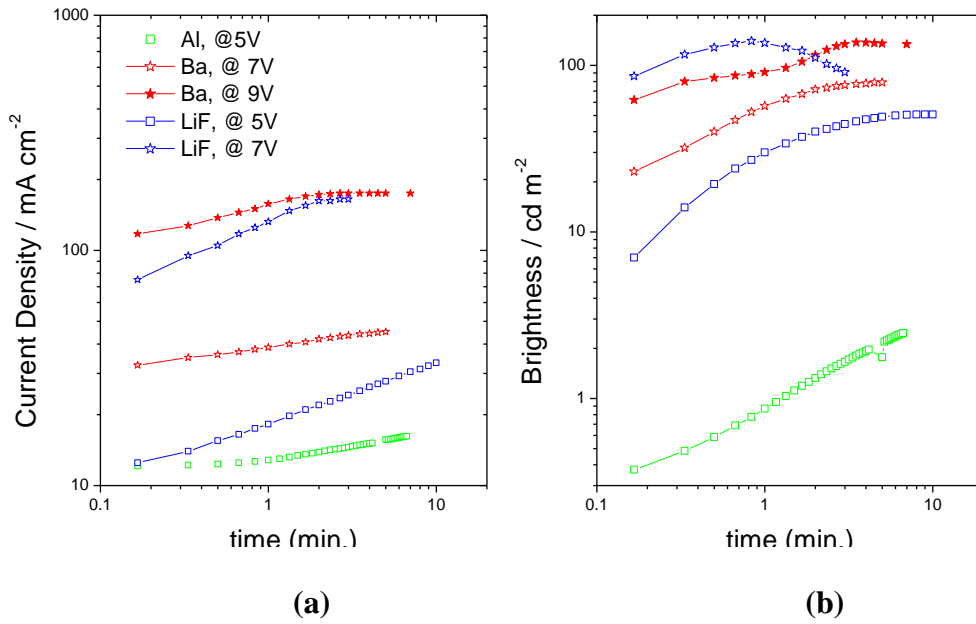 1000
Al, @5V
Ba, @ 7V
Ba, @ 9V
LiF, @ 5V
LiF, @ 7V
100
10
Current Density / mA cm-2
0.1 1 10
time (min.)
(a)
100
10
1
Brightness / cd m-2
0.1 1 10
time (min.)
(b)